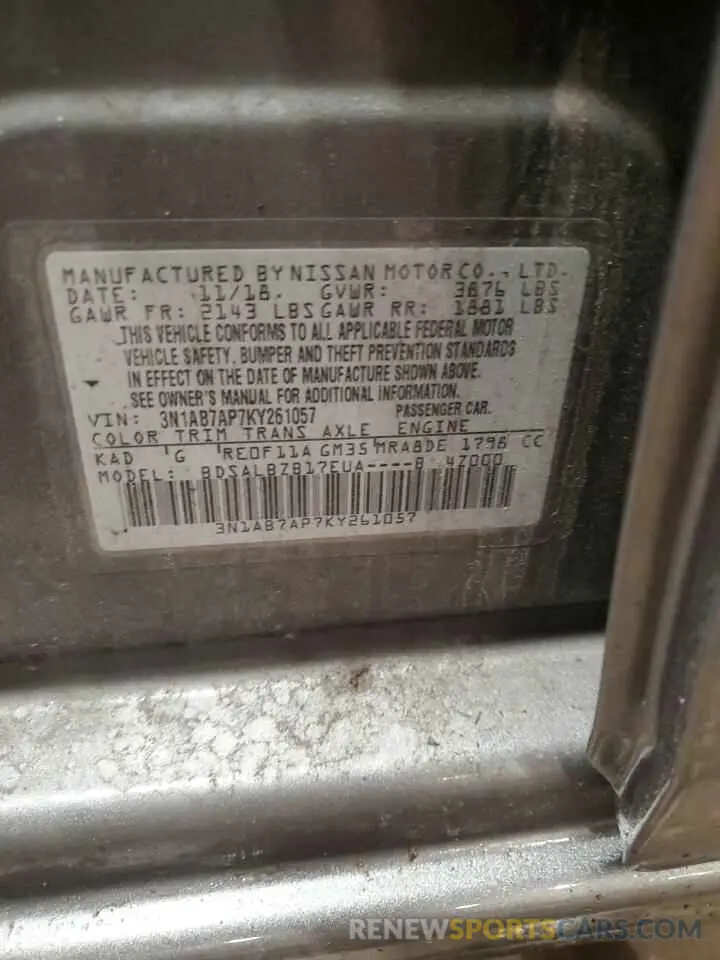 MANUFACTURED BY NISSAN MOTOR CO., LTD.
DATE: 11/18. GVWR: 3876 LBS
GAWR FR: 2143 LBS GAWR RR: 1881 LBS
THIS VEHICLE CONFORMS TO ALL APPLICABLE FEDERAL MOTOR
VEHICLE SAFETY, BUMPER AND THEFT PREVENTION STANDARDS
IN EFFECT ON THE DATE OF MANUFACTURE SHOWN ABOVE.
SEE OWNER'S MANUAL FOR ADDITIONAL INFORMATION.
VIN: 3N1AB7AP7KY261057 PASSENGER CAR.
COLOR TRIM TRANS AXLE ENGINE
KAD G RE0F11A GM35 MRA8DE 1798 CC
MODEL: BDSALBZB17EUA----B 4Z000
3N1AB7AP7KY261057
RENEWSPORTSCARS.COM